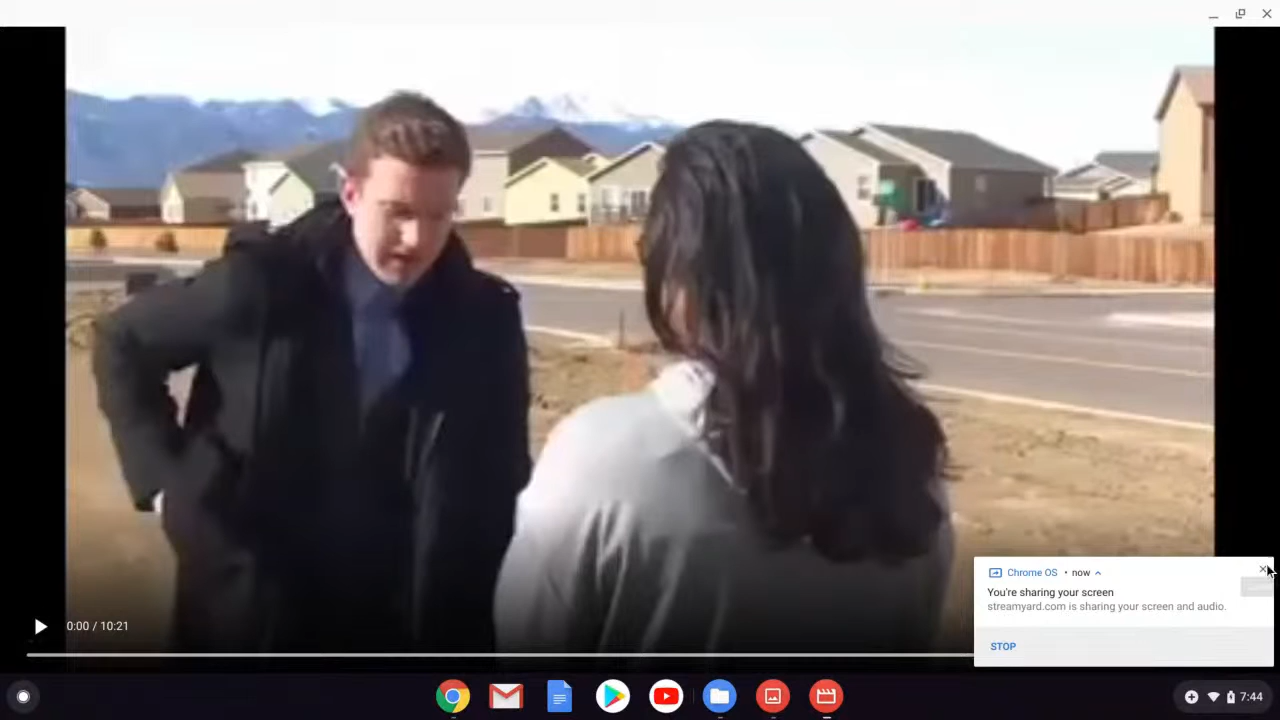 Chrome OS • now
You're sharing your screen
streamyard.com is sharing your screen and audio.
STOP
0:00 / 10:21
7:44